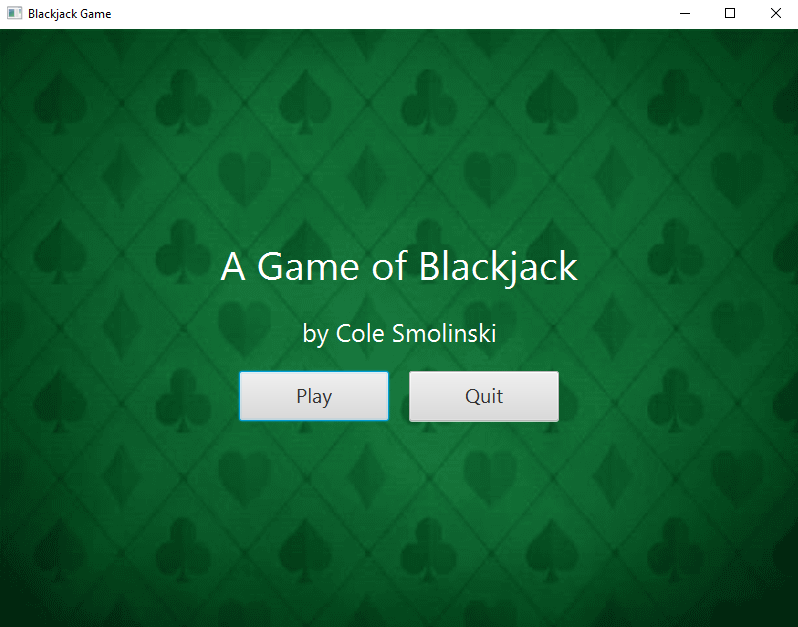 Blackjack Game
A Game of Blackjack
by Cole Smolinski
Play
Quit